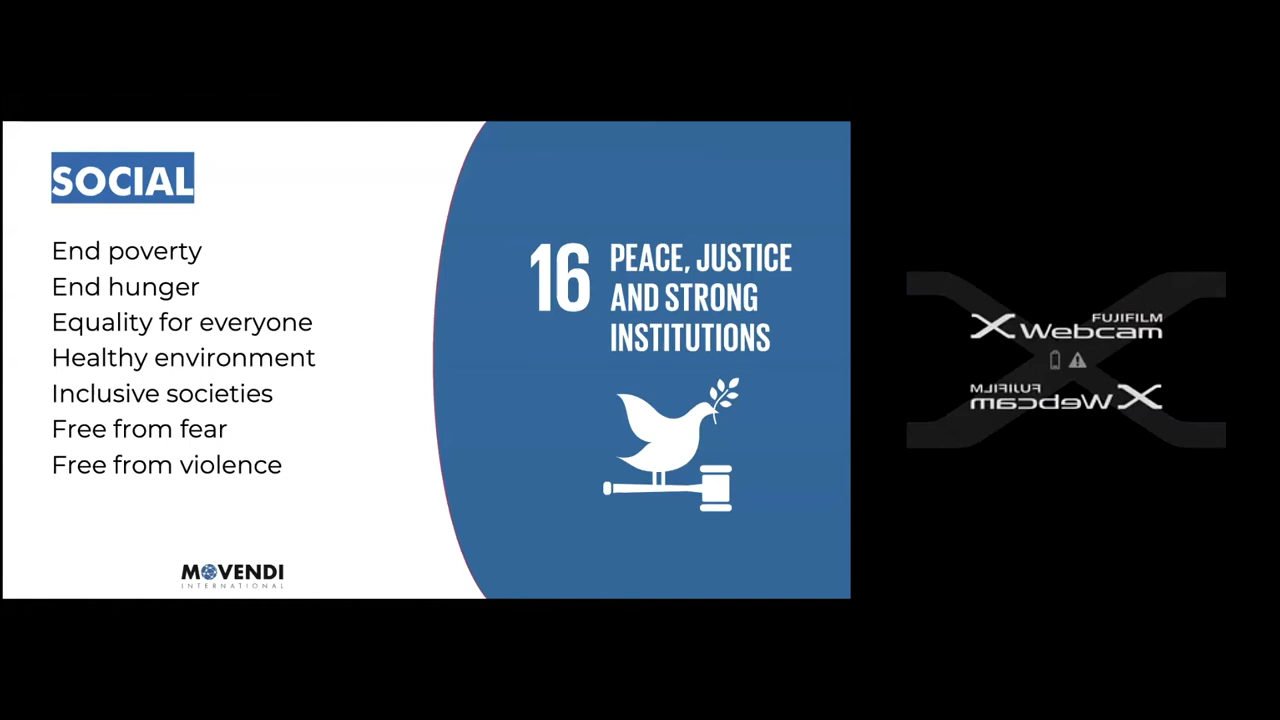 SOCIAL
End poverty
End hunger
Equality for everyone
Healthy environment
Inclusive societies
Free from fear
Free from violence
MOVENDI
INTERNATIONAL
16 PEACE, JUSTICE
AND STRONG
INSTITUTIONS
FUJIFILM
X Webcam
FUJIFILM
X Webcam